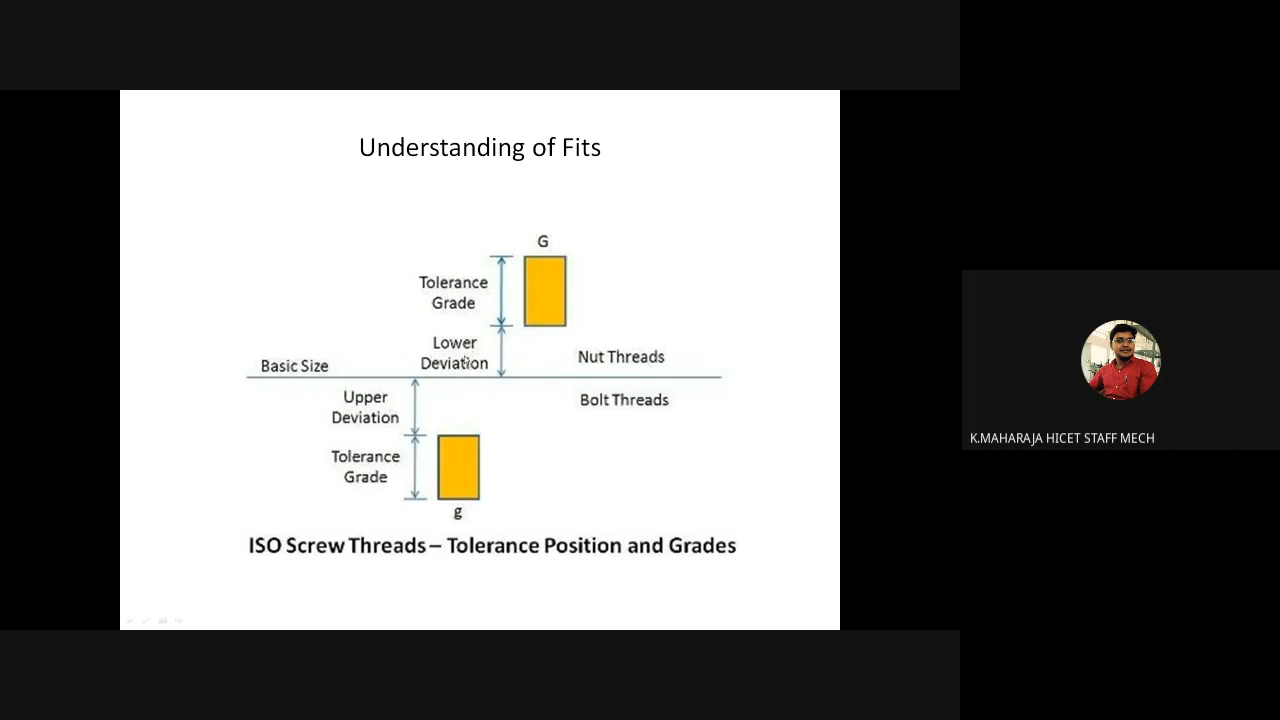 Understanding of Fits
G
Tolerance
Grade
Lower
Deviation
Basic Size
Nut Threads
Upper
Deviation
Bolt Threads
Tolerance
Grade
g
ISO Screw Threads – Tolerance Position and Grades
K.MAHARAJA HICET STAFF MECH